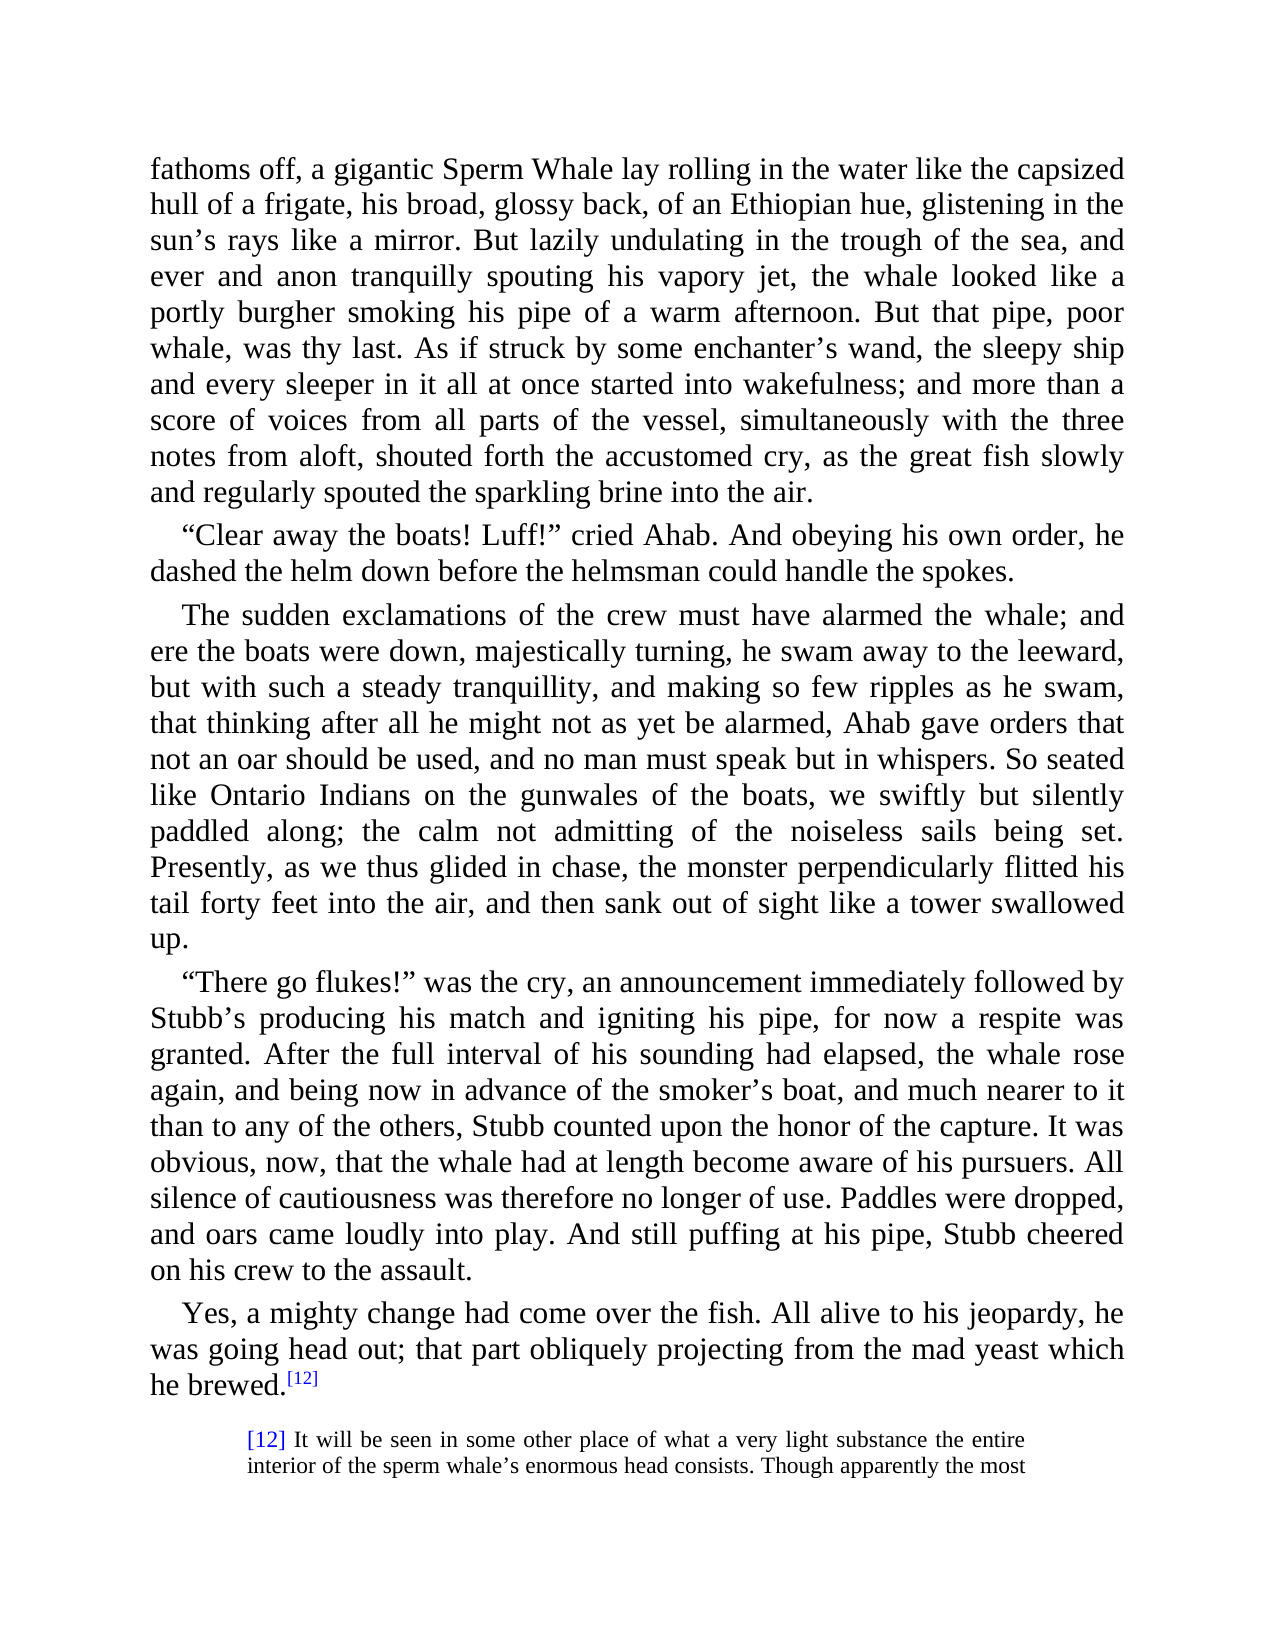 fathoms off, a gigantic Sperm Whale lay rolling in the water like the capsized
hull of a frigate, his broad, glossy back, of an Ethiopian hue, glistening in the
sun’s rays like a mirror. But lazily undulating in the trough of the sea, and
ever and anon tranquilly spouting his vapory jet, the whale looked like a
portly burgher smoking his pipe of a warm afternoon. But that pipe, poor
whale, was thy last. As if struck by some enchanter’s wand, the sleepy ship
and every sleeper in it all at once started into wakefulness; and more than a
score of voices from all parts of the vessel, simultaneously with the three
notes from aloft, shouted forth the accustomed cry, as the great fish slowly
and regularly spouted the sparkling brine into the air.
“Clear away the boats! Luff!” cried Ahab. And obeying his own order, he
dashed the helm down before the helmsman could handle the spokes.
The sudden exclamations of the crew must have alarmed the whale; and
ere the boats were down, majestically turning, he swam away to the leeward,
but with such a steady tranquillity, and making so few ripples as he swam,
that thinking after all he might not as yet be alarmed, Ahab gave orders that
not an oar should be used, and no man must speak but in whispers. So seated
like Ontario Indians on the gunwales of the boats, we swiftly but silently
paddled along; the calm not admitting of the noiseless sails being set.
Presently, as we thus glided in chase, the monster perpendicularly flitted his
tail forty feet into the air, and then sank out of sight like a tower swallowed
up.
“There go flukes!” was the cry, an announcement immediately followed by
Stubb’s producing his match and igniting his pipe, for now a respite was
granted. After the full interval of his sounding had elapsed, the whale rose
again, and being now in advance of the smoker’s boat, and much nearer to it
than to any of the others, Stubb counted upon the honor of the capture. It was
obvious, now, that the whale had at length become aware of his pursuers. All
silence of cautiousness was therefore no longer of use. Paddles were dropped,
and oars came loudly into play. And still puffing at his pipe, Stubb cheered
on his crew to the assault.
Yes, a mighty change had come over the fish. All alive to his jeopardy, he
was going head out; that part obliquely projecting from the mad yeast which
he brewed.[12]
[12] It will be seen in some other place of what a very light substance the entire
interior of the sperm whale’s enormous head consists. Though apparently the most